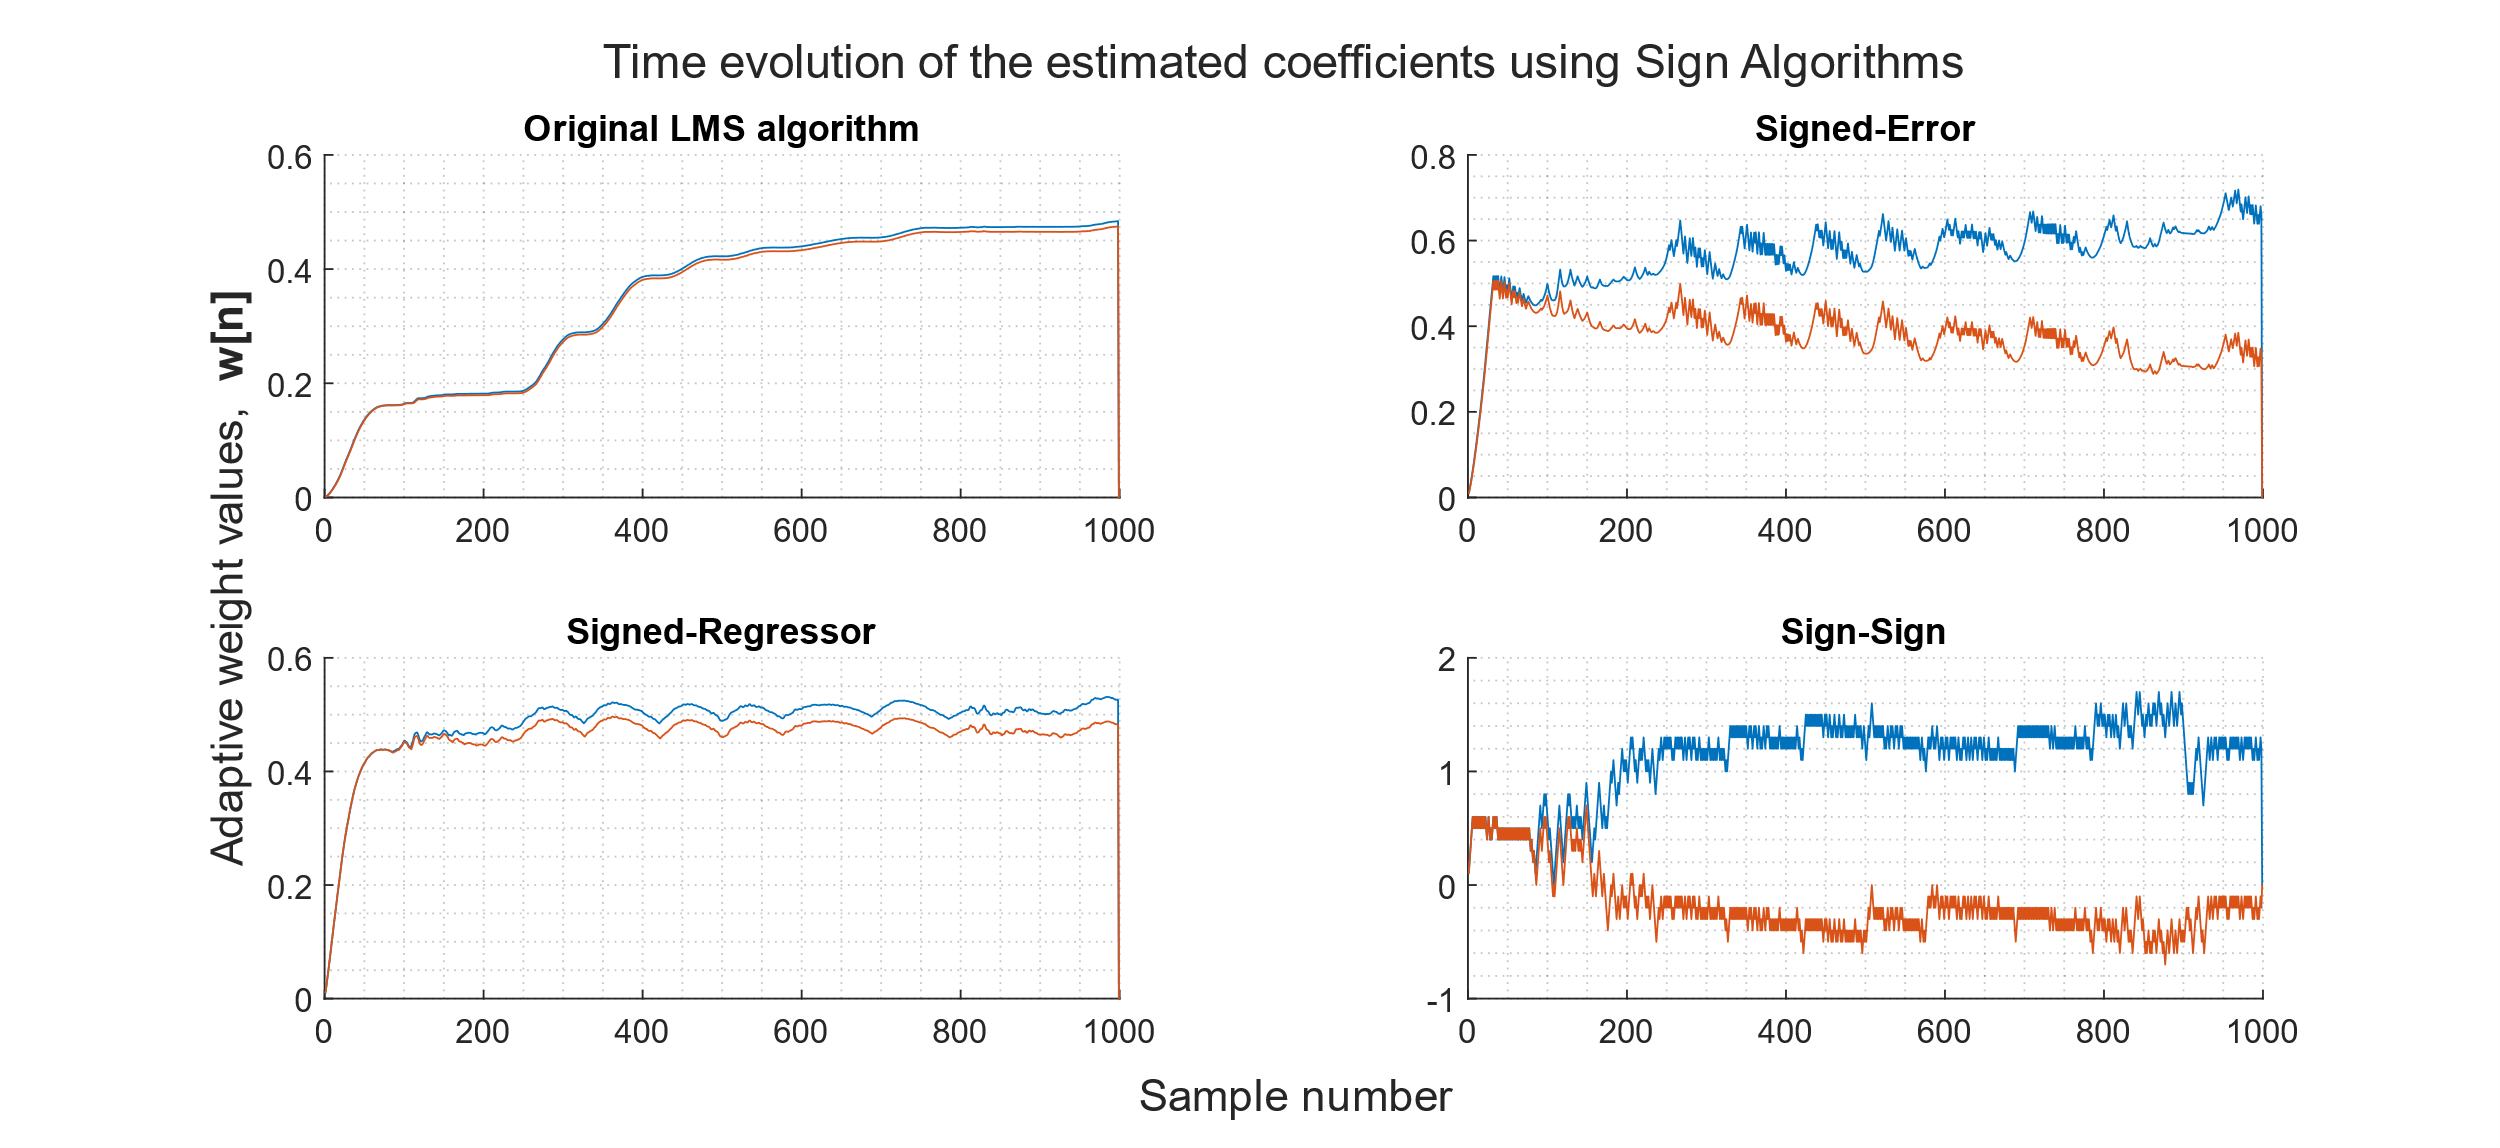 Time evolution of the estimated coefficients using Sign Algorithms
Adaptive weight values, w[n]
Original LMS algorithm
0.6
0.4
0.2
0
0 200 400 600 800 1000
Signed-Error
0.8
0.6
0.4
0.2
0
0 200 400 600 800 1000
Signed-Regressor
0.6
0.4
0.2
0
0 200 400 600 800 1000
Sign-Sign
2
1
0
-1
0 200 400 600 800 1000
Sample number